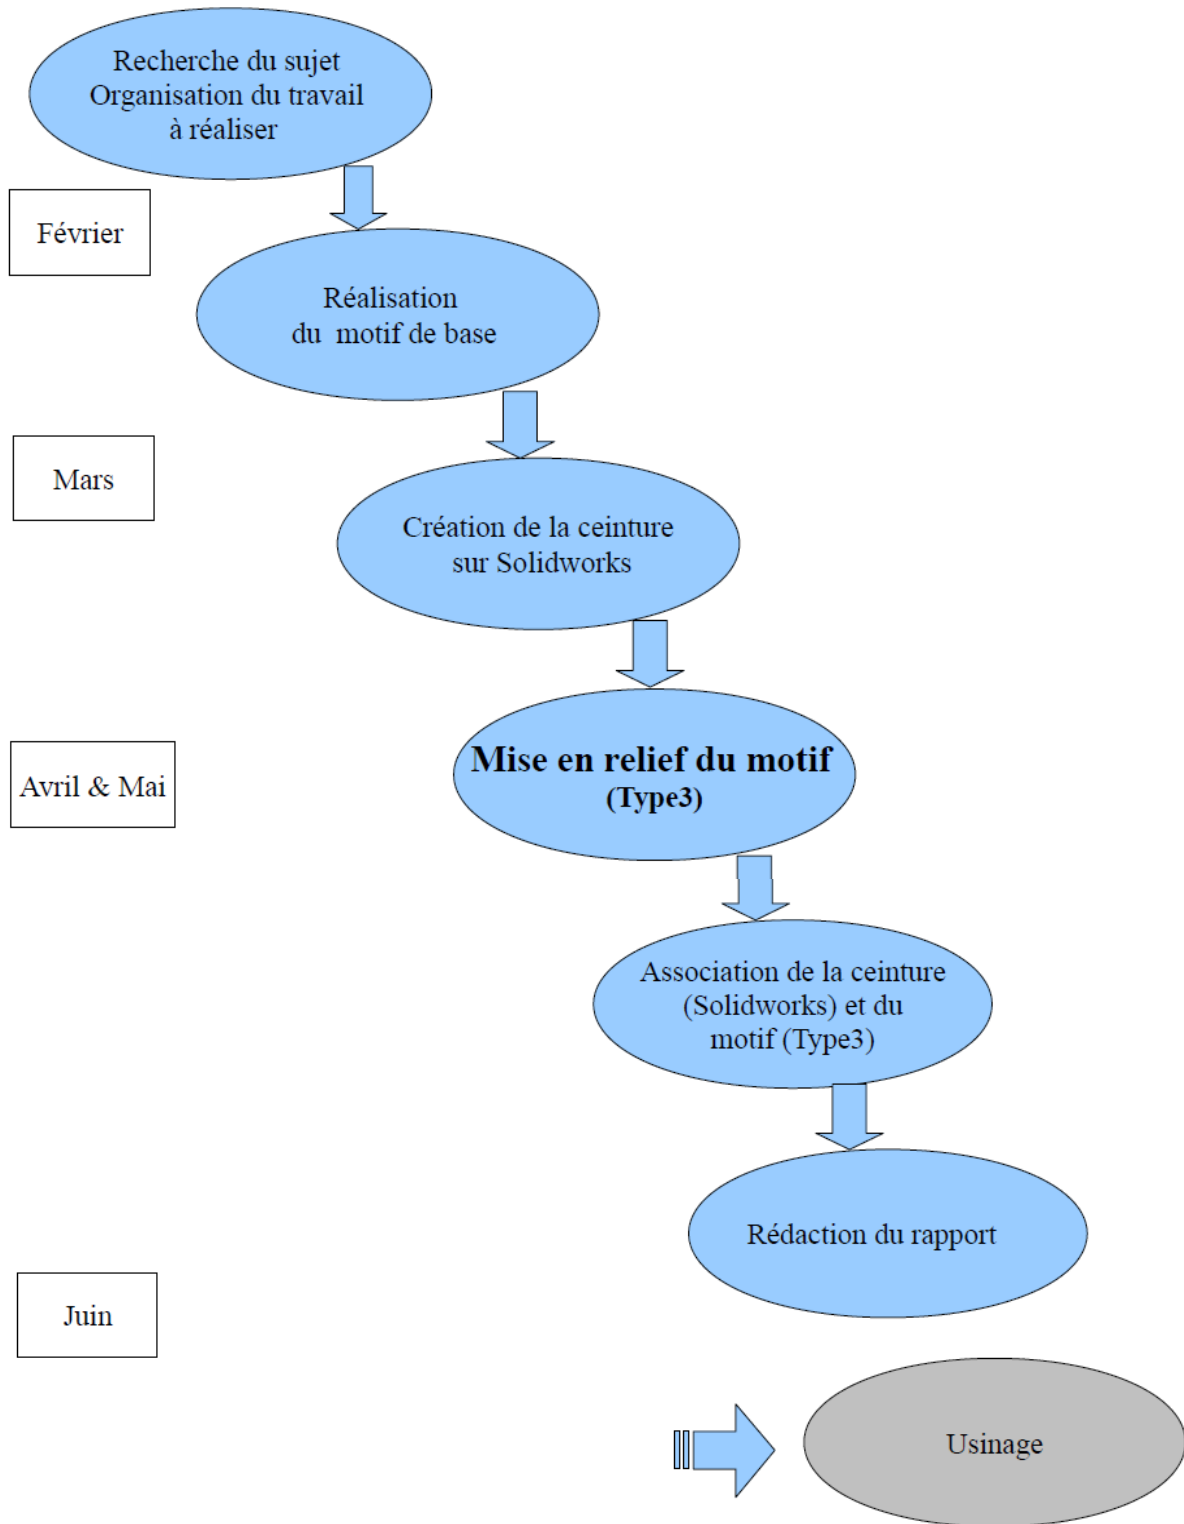 Recherche du sujet
Organisation du travail
à réaliser
Février
Réalisation
du motif de base
Mars
Création de la ceinture
sur Solidworks
Mise en relief du motif
(Type3)
Avril & Mai
Association de la ceinture
(Solidworks) et du
motif (Type3)
Rédaction du rapport
Juin
Usinage